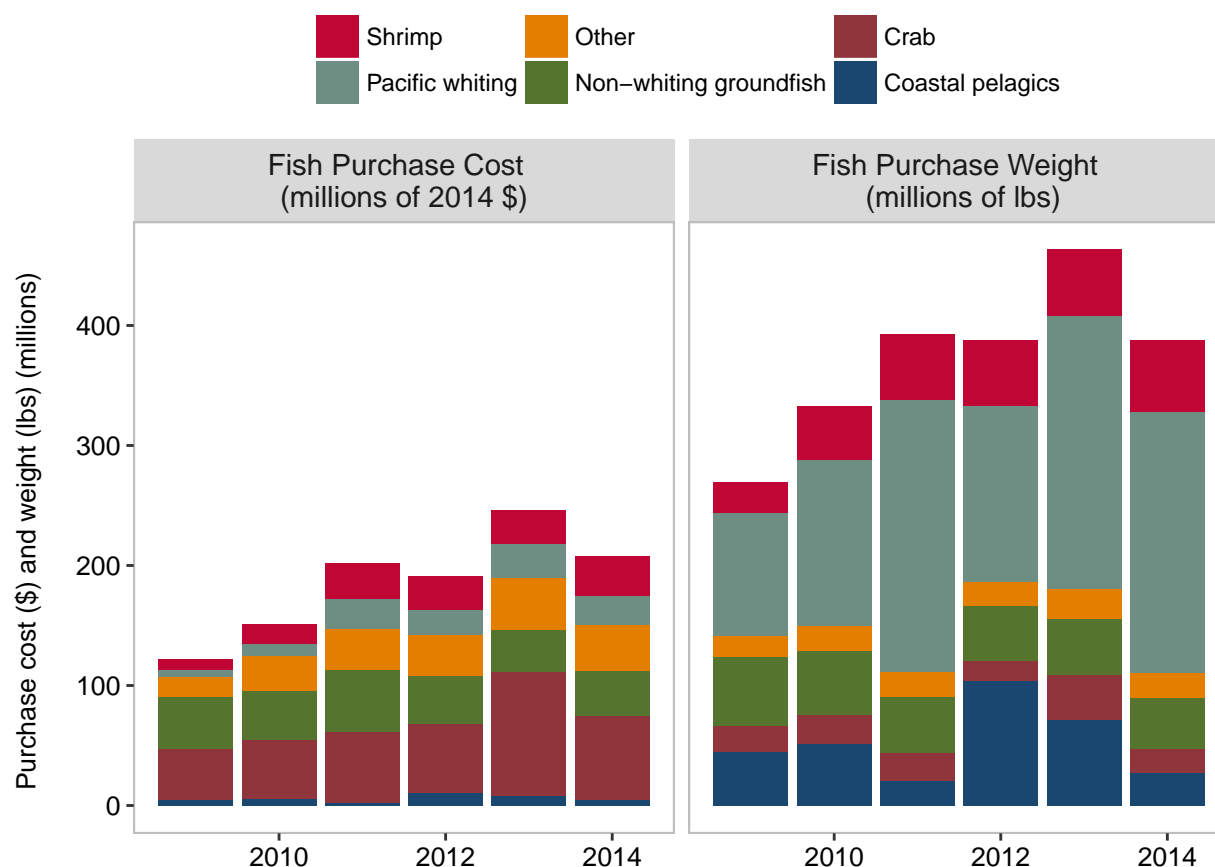 Shrimp
Other
Crab
Pacific whiting
Non−whiting groundfish
Coastal pelagics
Fish Purchase Cost
(millions of 2014 $)
Fish Purchase Weight
(millions of lbs)
Purchase cost ($) and weight (lbs) (millions)
400
300
200
100
0
2010
2012
2014
2010
2012
2014